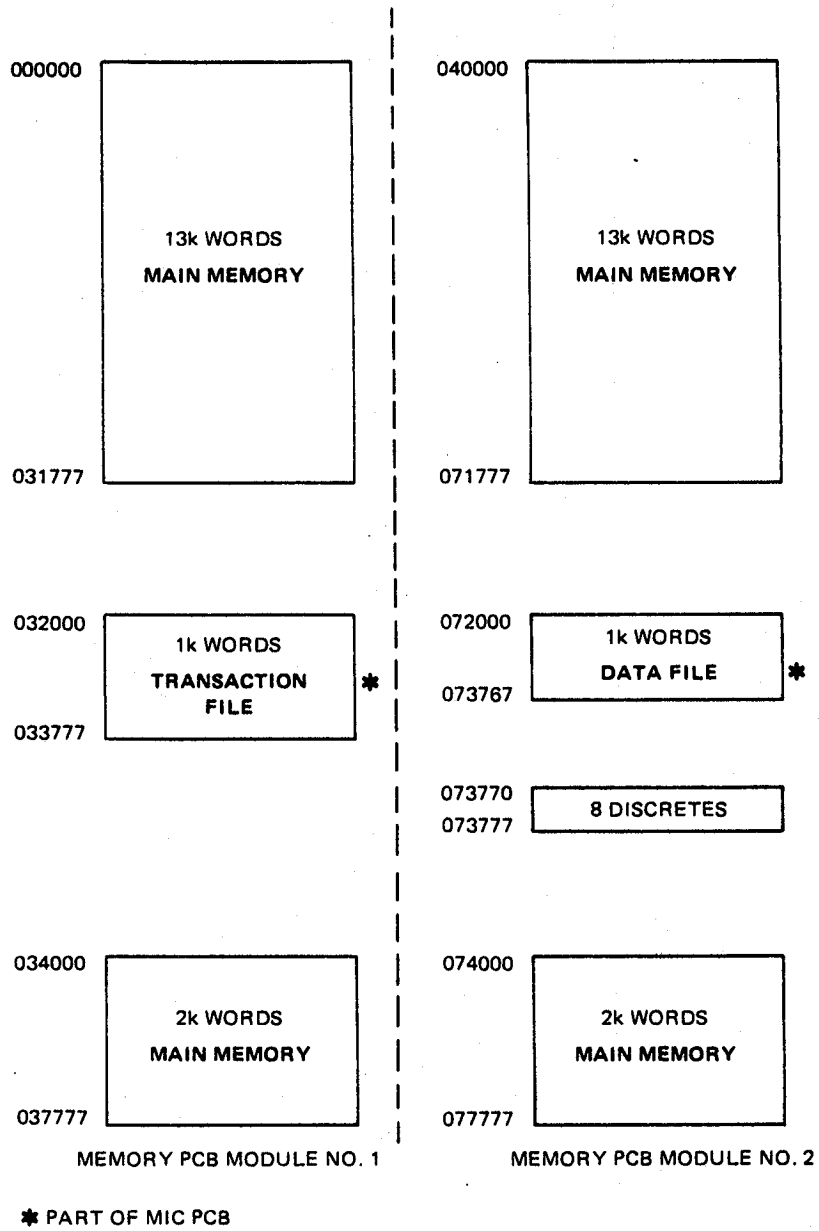 000000
13k WORDS
MAIN MEMORY
031777
032000
1k WORDS
TRANSACTION
FILE
*
033777
034000
2k WORDS
MAIN MEMORY
037777
MEMORY PCB MODULE NO. 1
040000
13k WORDS
MAIN MEMORY
071777
072000
1k WORDS
DATA FILE
*
073767
073770
8 DISCRETES
073777
074000
2k WORDS
MAIN MEMORY
077777
MEMORY PCB MODULE NO. 2
* PART OF MIC PCB